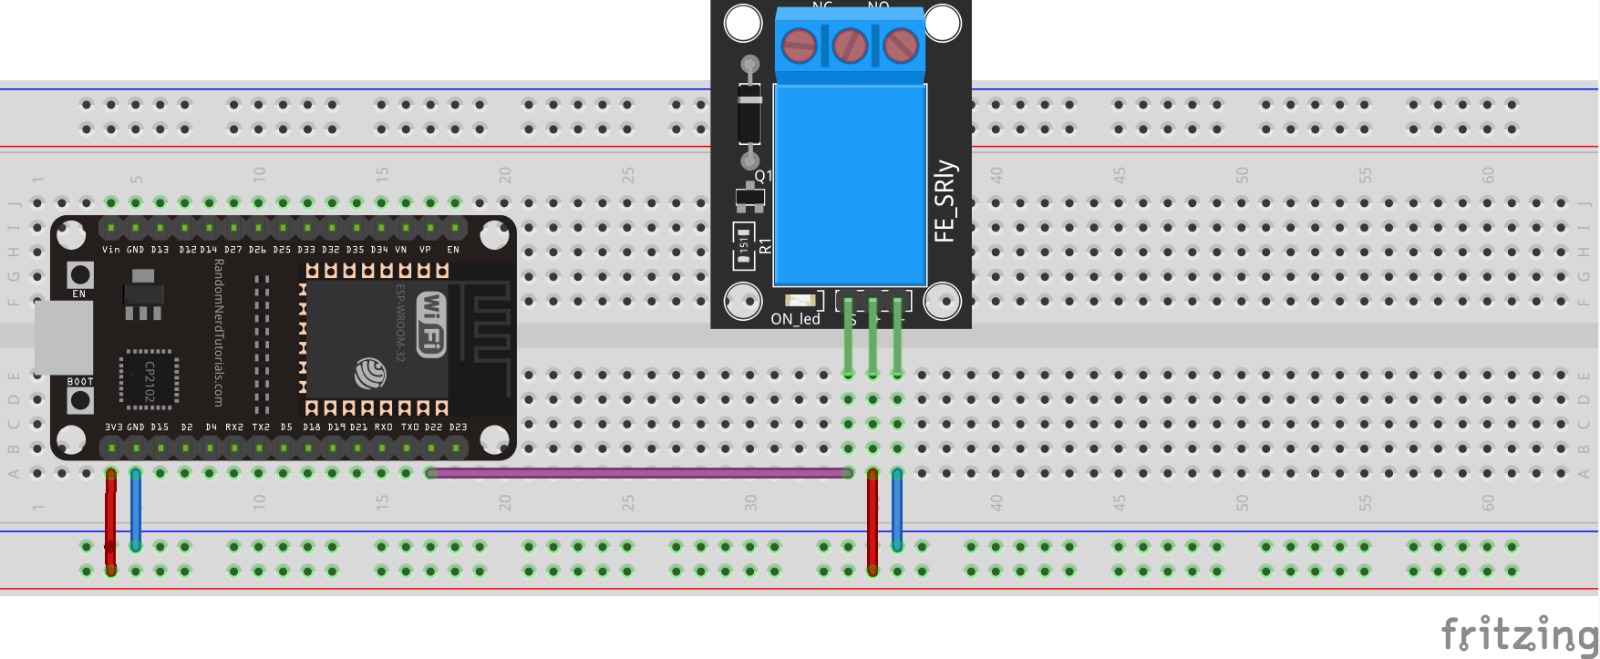 NC NO
1 5 10 15 20 25 40 45 50 55 60
J J
I I
H H
G G
F F
Vin GND D13 D12 D14 D27 D26 D25 D33 D32 D35 D34 VN VP EN
EN
RandomNerdTutorials.com
ESP-WROOM-32
WiFi
CP2102
BOOT
3V3 GND D15 D2 D4 RX2 TX2 D5 D18 D19 D21 RX0 TX0 D22 D23
Q1
151
R1
FE_SRly
ON_led
S + -
E E
D D
C C
B B
A A
1 5 10 15 20 25 30 35 40 45 50 55 60
fritzing